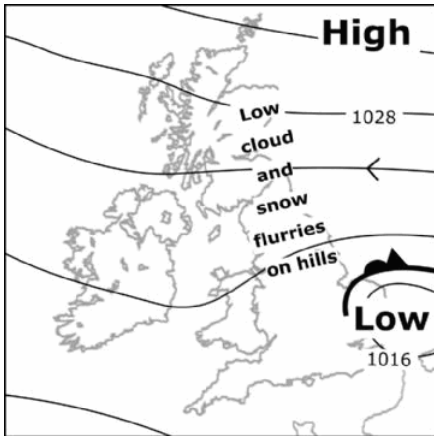 High
1028
Low
cloud
and
snow
flurries
on hills
Low
1016